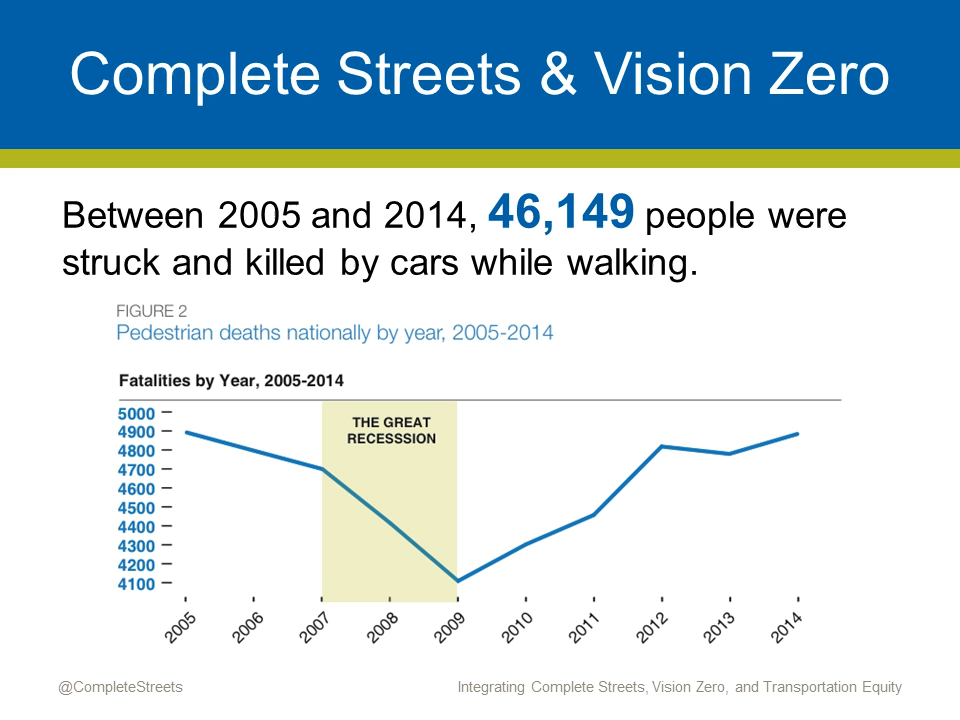 Complete Streets & Vision Zero
Between 2005 and 2014, 46,149 people were
struck and killed by cars while walking.
FIGURE 2
Pedestrian deaths nationally by year, 2005-2014
Fatalities by Year, 2005-2014
THE GREAT
RECESSSION
5000
4900
4800
4700
4600
4500
4400
4300
4200
4100
2005 2006 2007 2008 2009 2010 2011 2012 2013 2014
@CompleteStreets
Integrating Complete Streets, Vision Zero, and Transportation Equity